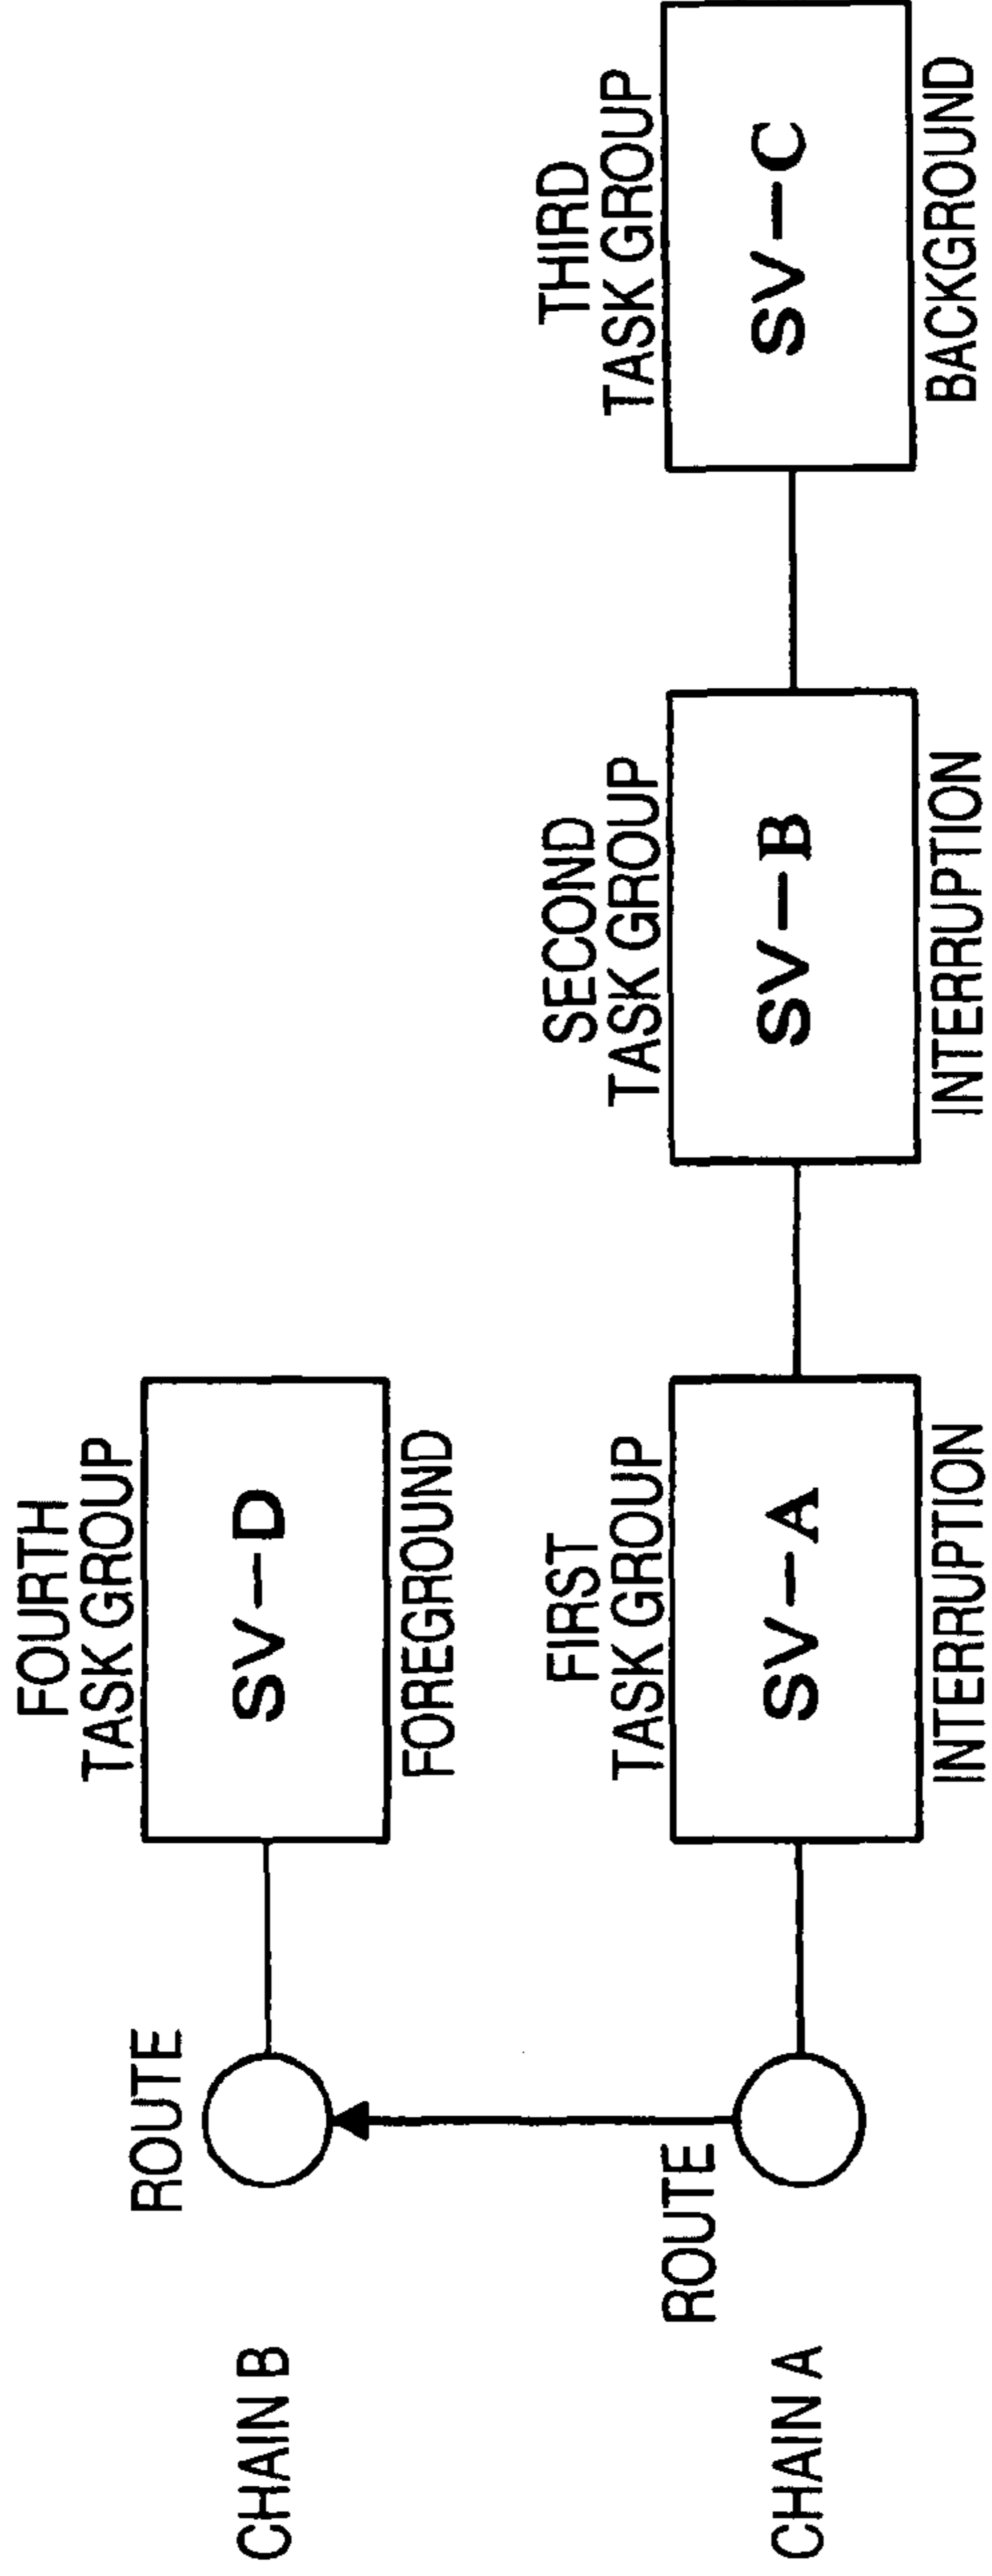 CHAIN B
ROUTE
FOURTH
TASK GROUP
SV-D
FOREGROUND
CHAIN A
ROUTE
FIRST
TASK GROUP
SV-A
INTERRUPTION
SECOND
TASK GROUP
SV-B
INTERRUPTION
THIRD
TASK GROUP
SV-C
BACKGROUND